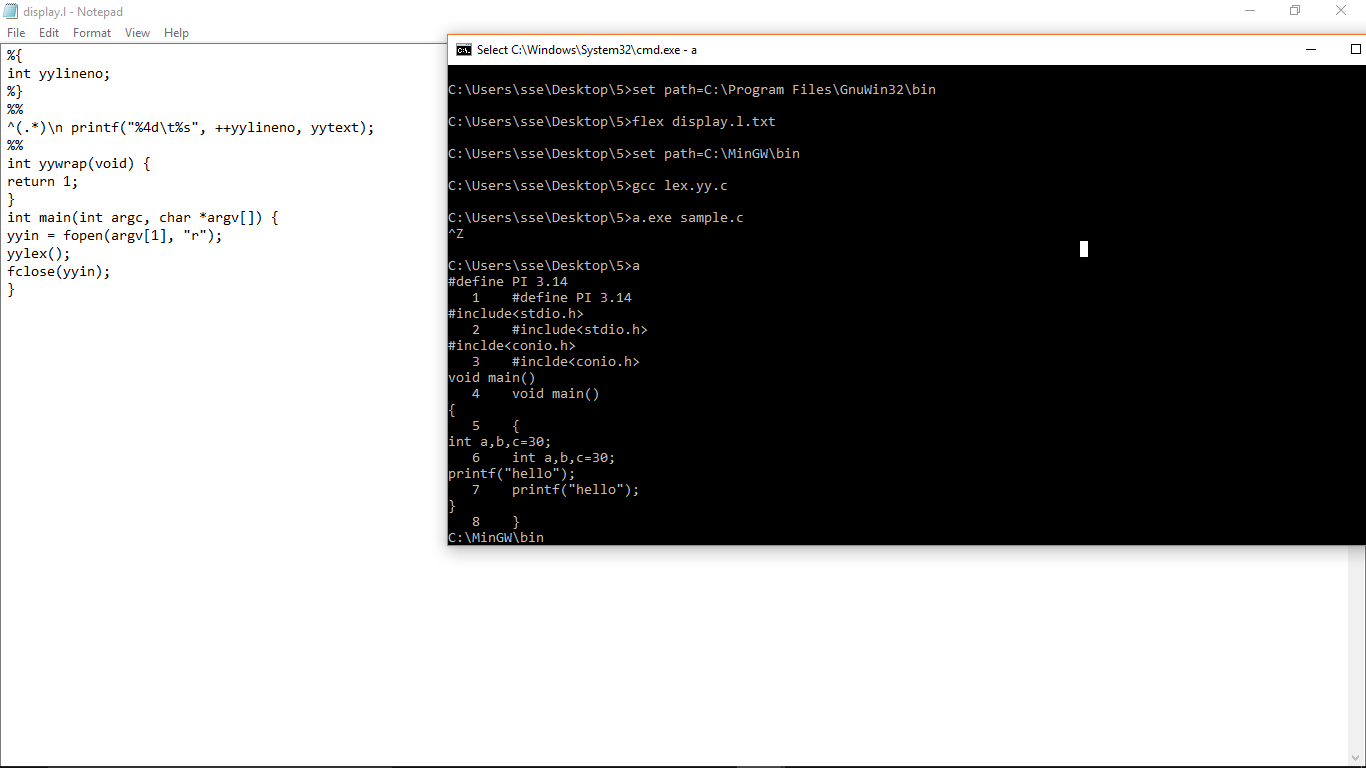 display.l - Notepad
File Edit Format View Help
%{
int yylineno;
%}
%%
^(.*)\n printf("%4d\t%s", ++yylineno, yytext);
%%
int yywrap(void) {
return 1;
}
int main(int argc, char *argv[]) {
yyin = fopen(argv[1], "r");
yylex();
fclose(yyin);
}
Select C:\Windows\System32\cmd.exe - a
C:\Users\sse\Desktop\5>set path=C:\Program Files\GnuWin32\bin
C:\Users\sse\Desktop\5>flex display.l.txt
C:\Users\sse\Desktop\5>set path=C:\MinGW\bin
C:\Users\sse\Desktop\5>gcc lex.yy.c
C:\Users\sse\Desktop\5>a.exe sample.c
^Z
C:\Users\sse\Desktop\5>a
#define PI 3.14
   1    #define PI 3.14
#include<stdio.h>
   2    #include<stdio.h>
#inclde<conio.h>
   3    #inclde<conio.h>
void main()
   4    void main()
{
   5    {
int a,b,c=30;
   6    int a,b,c=30;
printf("hello");
   7    printf("hello");
}
   8    }
C:\MinGW\bin